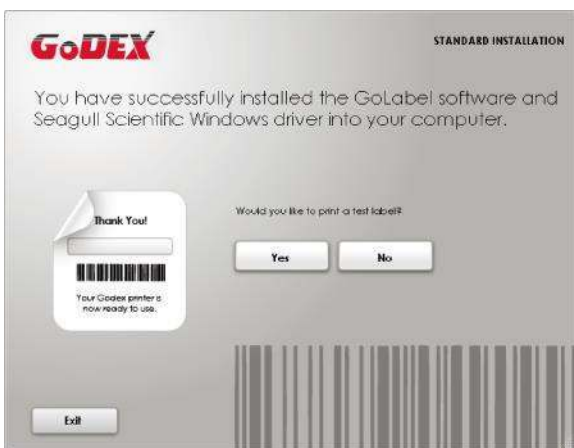 GoDEX
STANDARD INSTALLATION
You have successfully installed the GoLabel software and
Seagull Scientific Windows driver into your computer.
Thank You!
Would you like to print a test label?
Yes
No
Your Godex printer is
now ready to use.
Exit